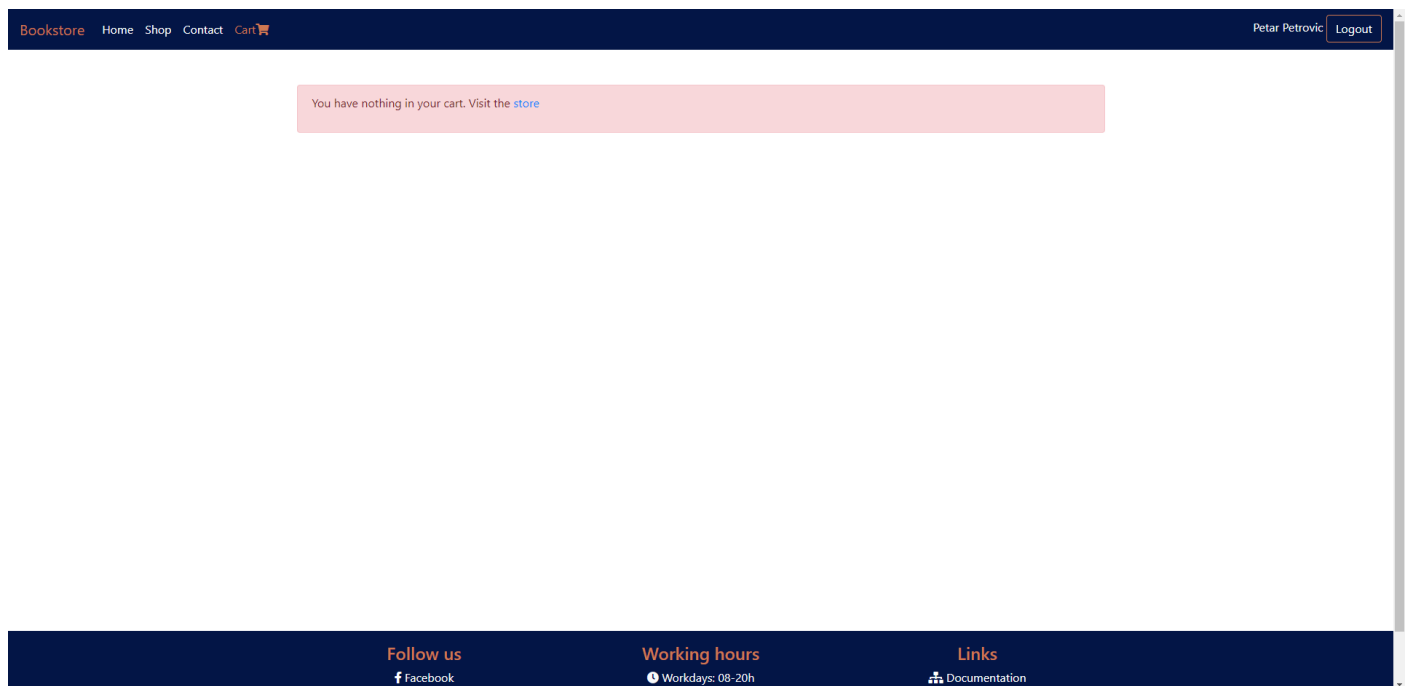 Bookstore Home Shop Contact Cart Petar Petrovic Logout
You have nothing in your cart. Visit the store
Follow us Working hours Links
Facebook Workdays: 08-20h Documentation